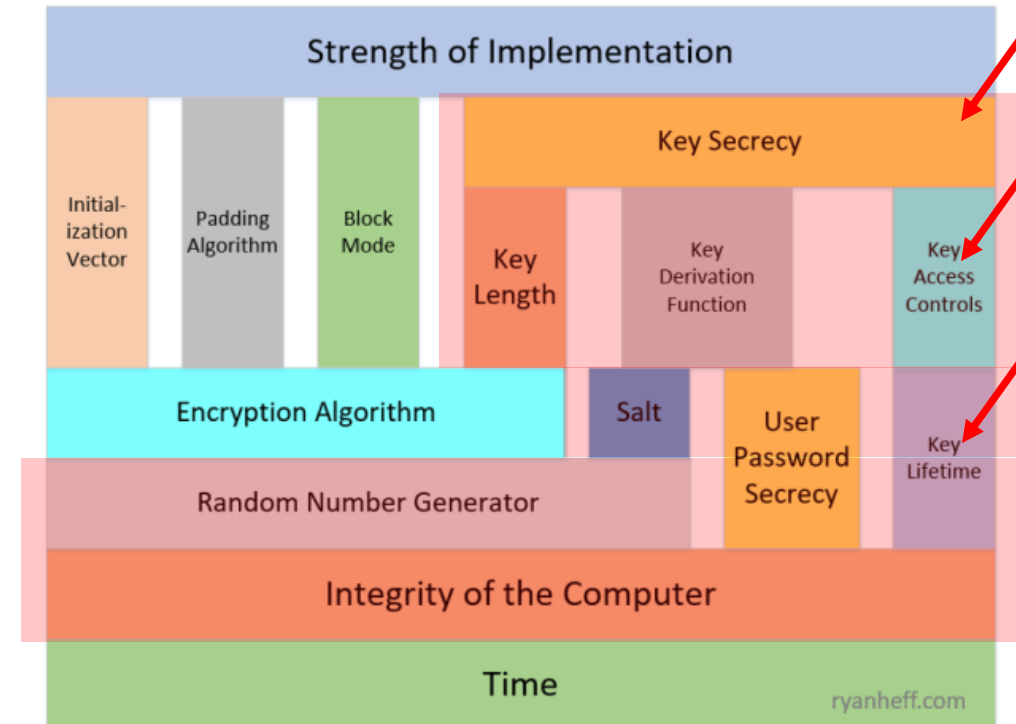 Strength of Implementation
Key Secrecy
Initial-
ization
Vector
Padding
Algorithm
Block
Mode
Key
Length
Key
Derivation
Function
Key
Access
Controls
Encryption Algorithm
Salt
User
Password
Secrecy
Key
Lifetime
Random Number Generator
Integrity of the Computer
Time
ryanheff.com